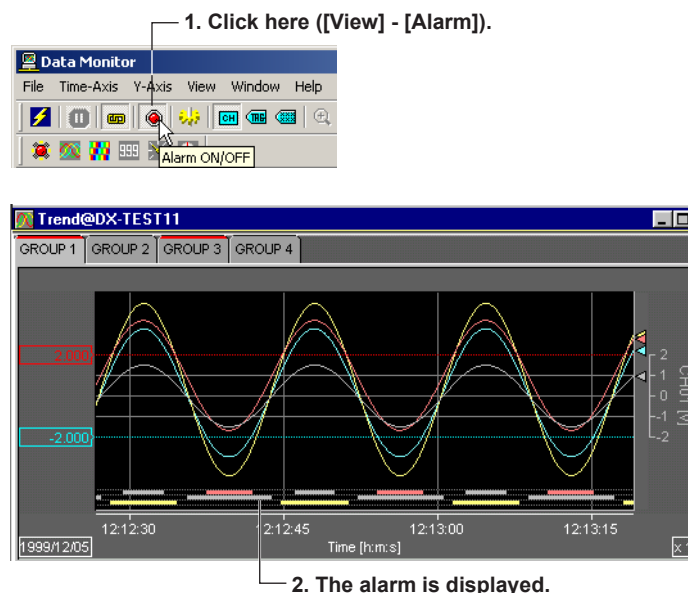 1. Click here ([View] - [Alarm]).
Data Monitor
File Time-Axis Y-Axis View Window Help
CH TAG
999
Alarm ON/OFF
Trend@DX-TEST11
GROUP 1 GROUP 2 GROUP 3 GROUP 4
2.000
-2.000
2
1
0
-1
-2
CH01 [V]
12:12:30 12:12:45 12:13:00 12:13:15
1999/12/05 Time [h:m:s]
2. The alarm is displayed.